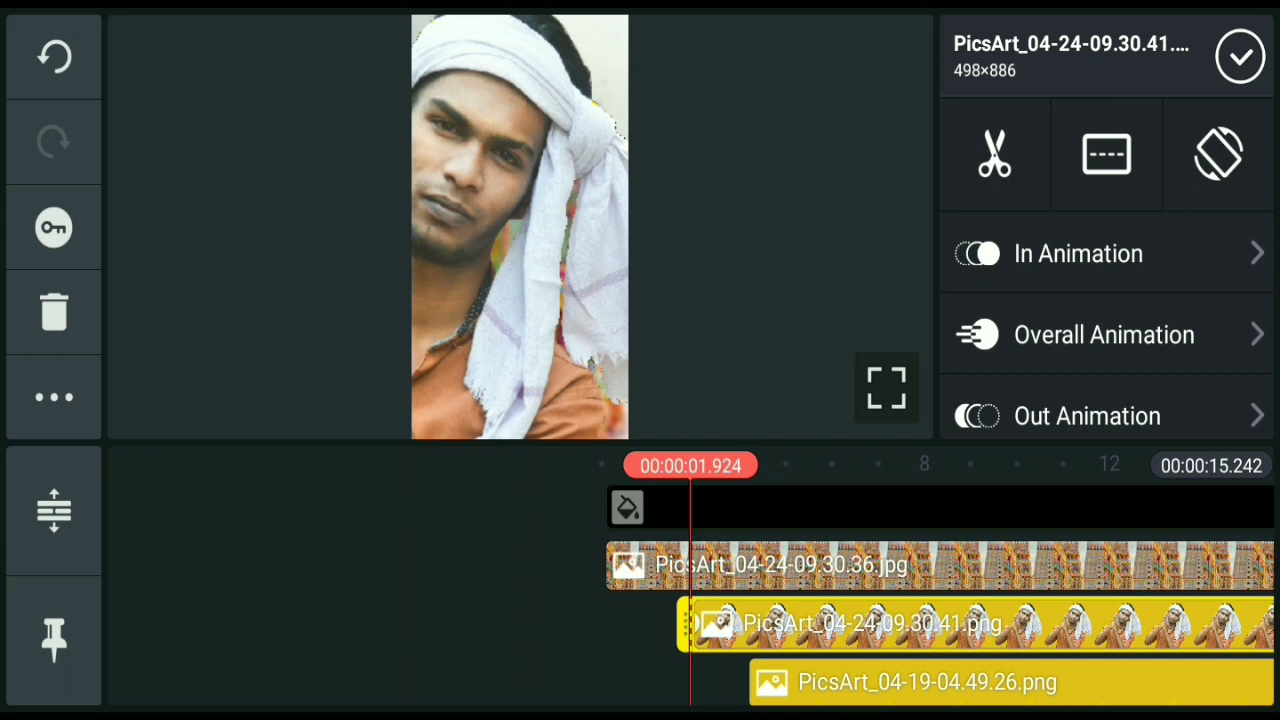 PicsArt_04-24-09.30.41....
498×886
In Animation
Overall Animation
Out Animation
00:00:01.924
8
12
00:00:15.242
PicsArt_04-24-09.30.36.jpg
PicsArt_04-24-09.30.41.png
PicsArt_04-19-04.49.26.png